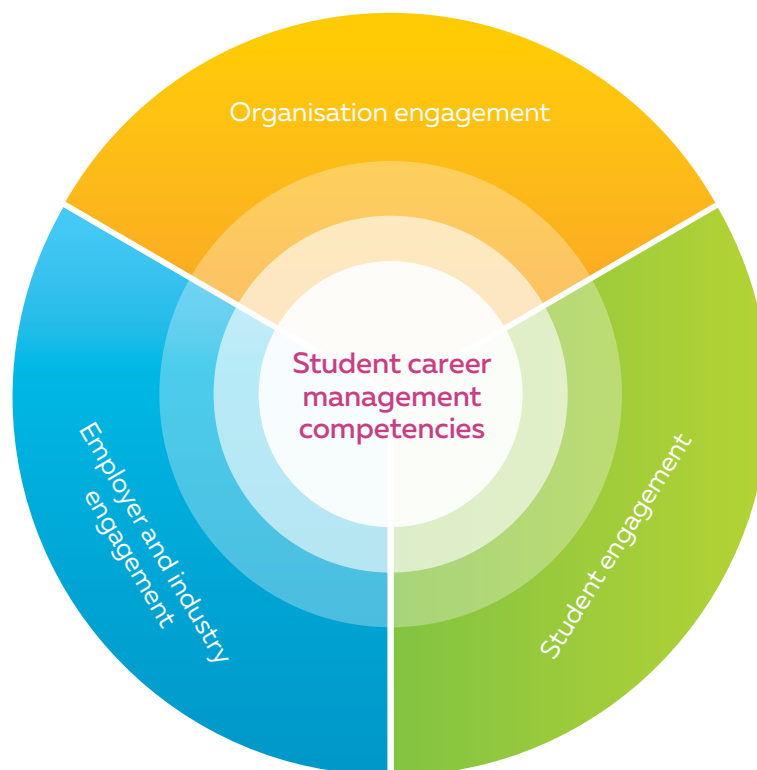 Organisation engagement
Student career
management
competencies
Employer and industry
engagement
Student engagement